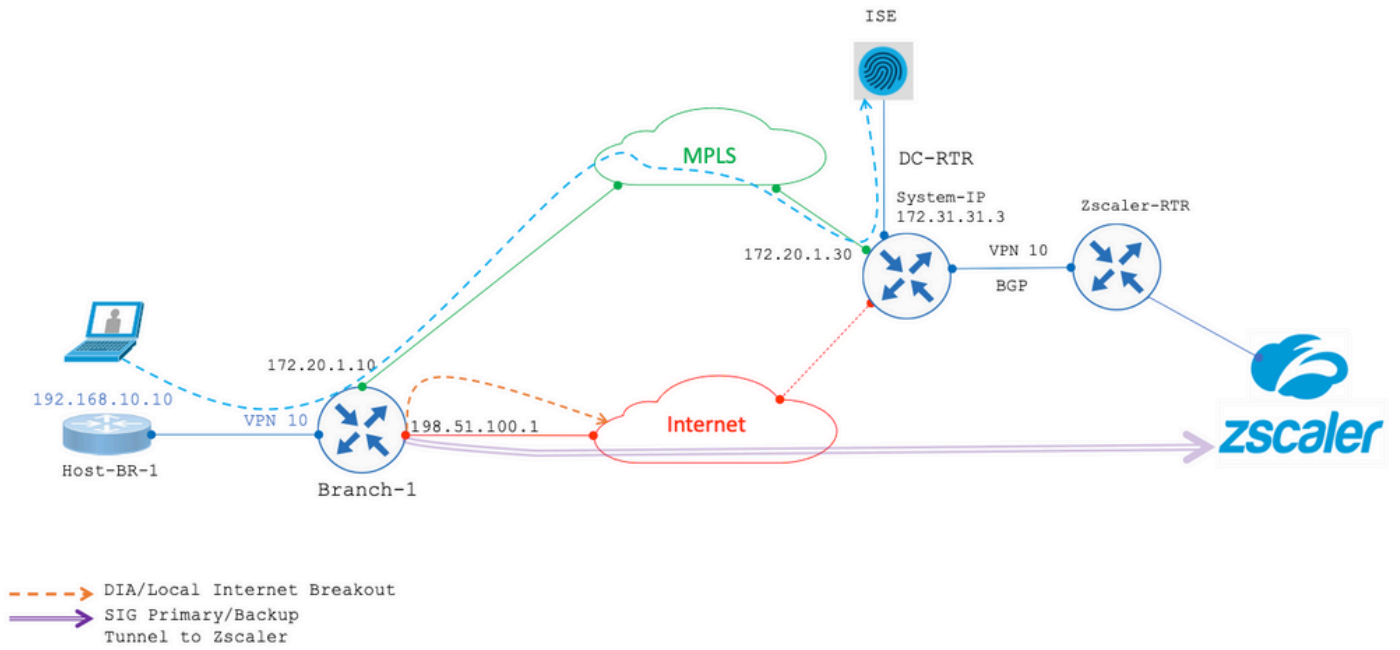 ISE
MPLS
DC-RTR
System-IP
172.31.31.3
Zscaler-RTR
172.20.1.30
VPN 10
BGP
172.20.1.10
192.168.10.10
VPN 10
198.51.100.1
Internet
zscaler
Host-BR-1
Branch-1
DIA/Local Internet Breakout
SIG Primary/Backup
Tunnel to Zscaler